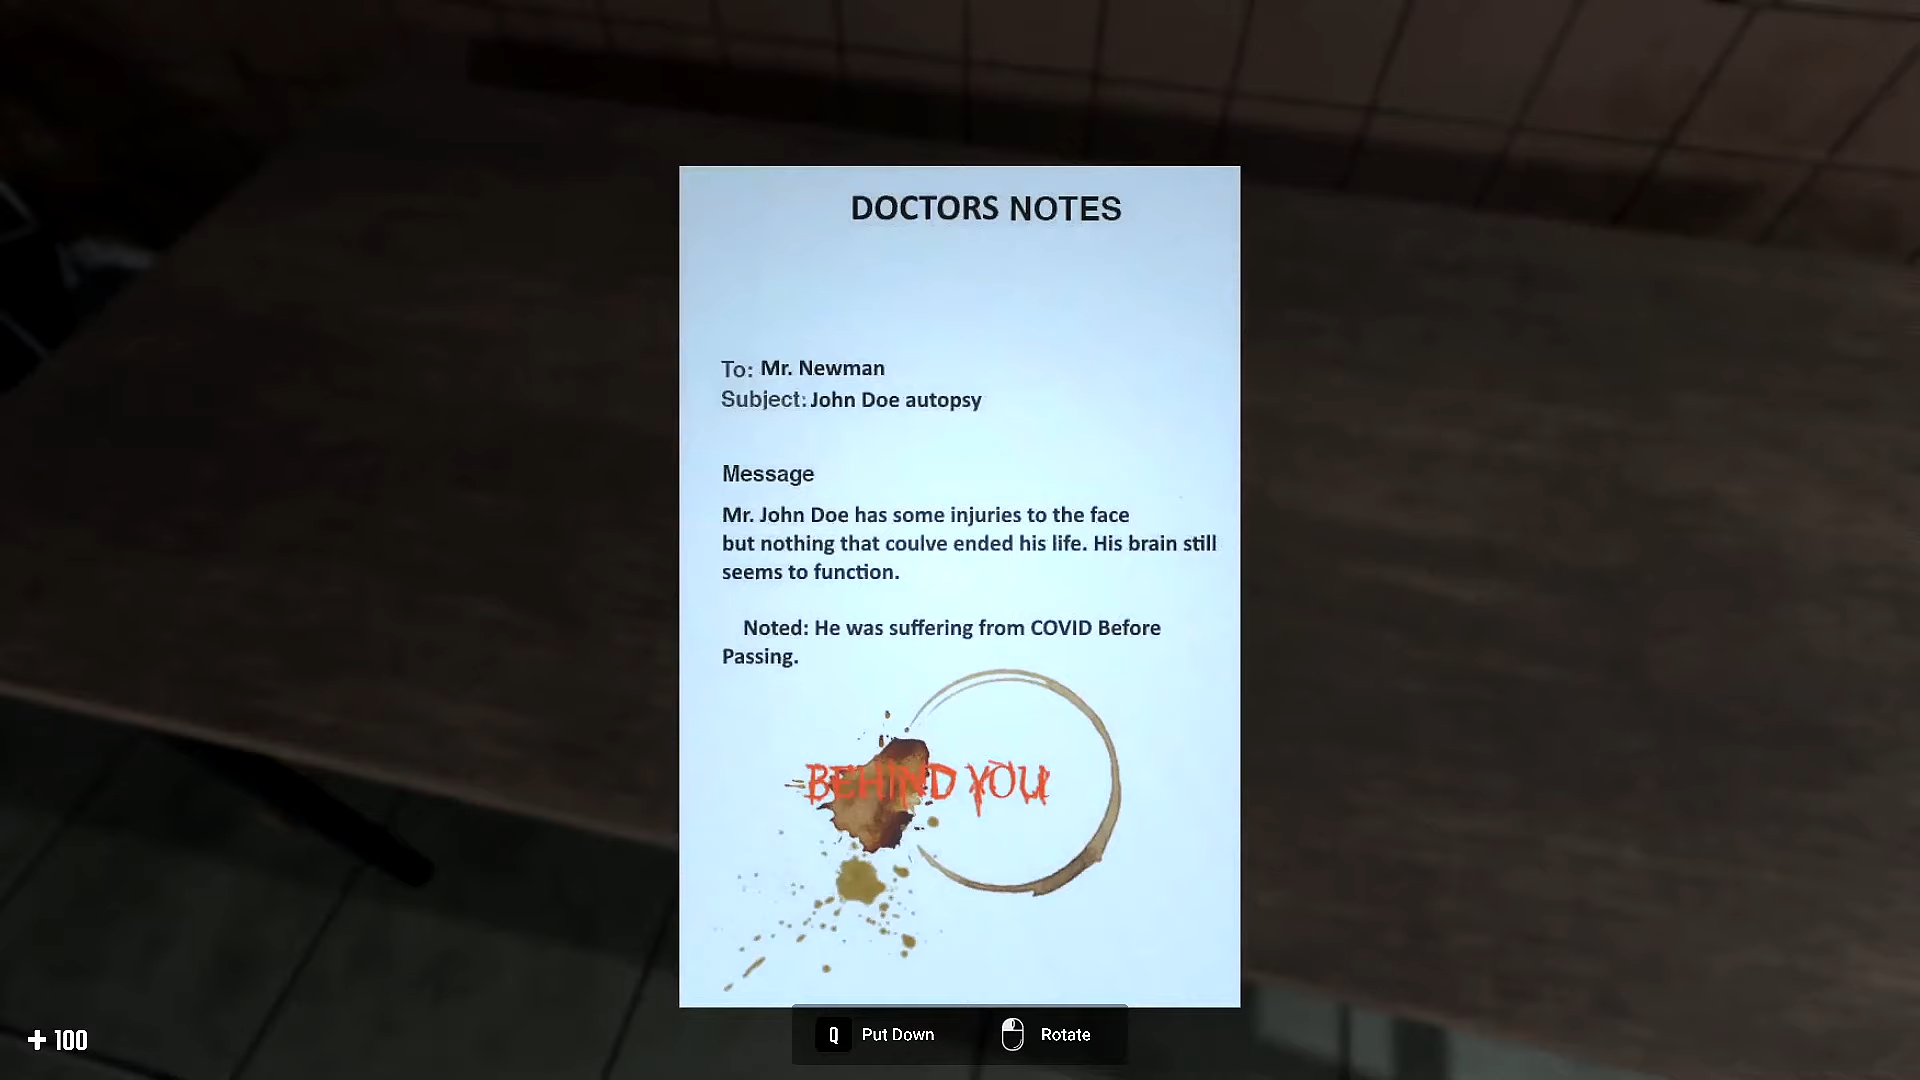 DOCTORS NOTES
To: Mr. Newman
Subject: John Doe autopsy
Message
Mr. John Doe has some injuries to the face
but nothing that coulve ended his life. His brain still
seems to function.
Noted: He was suffering from COVID Before
Passing.
BEHIND YOU
+ 100
Q Put Down
Rotate